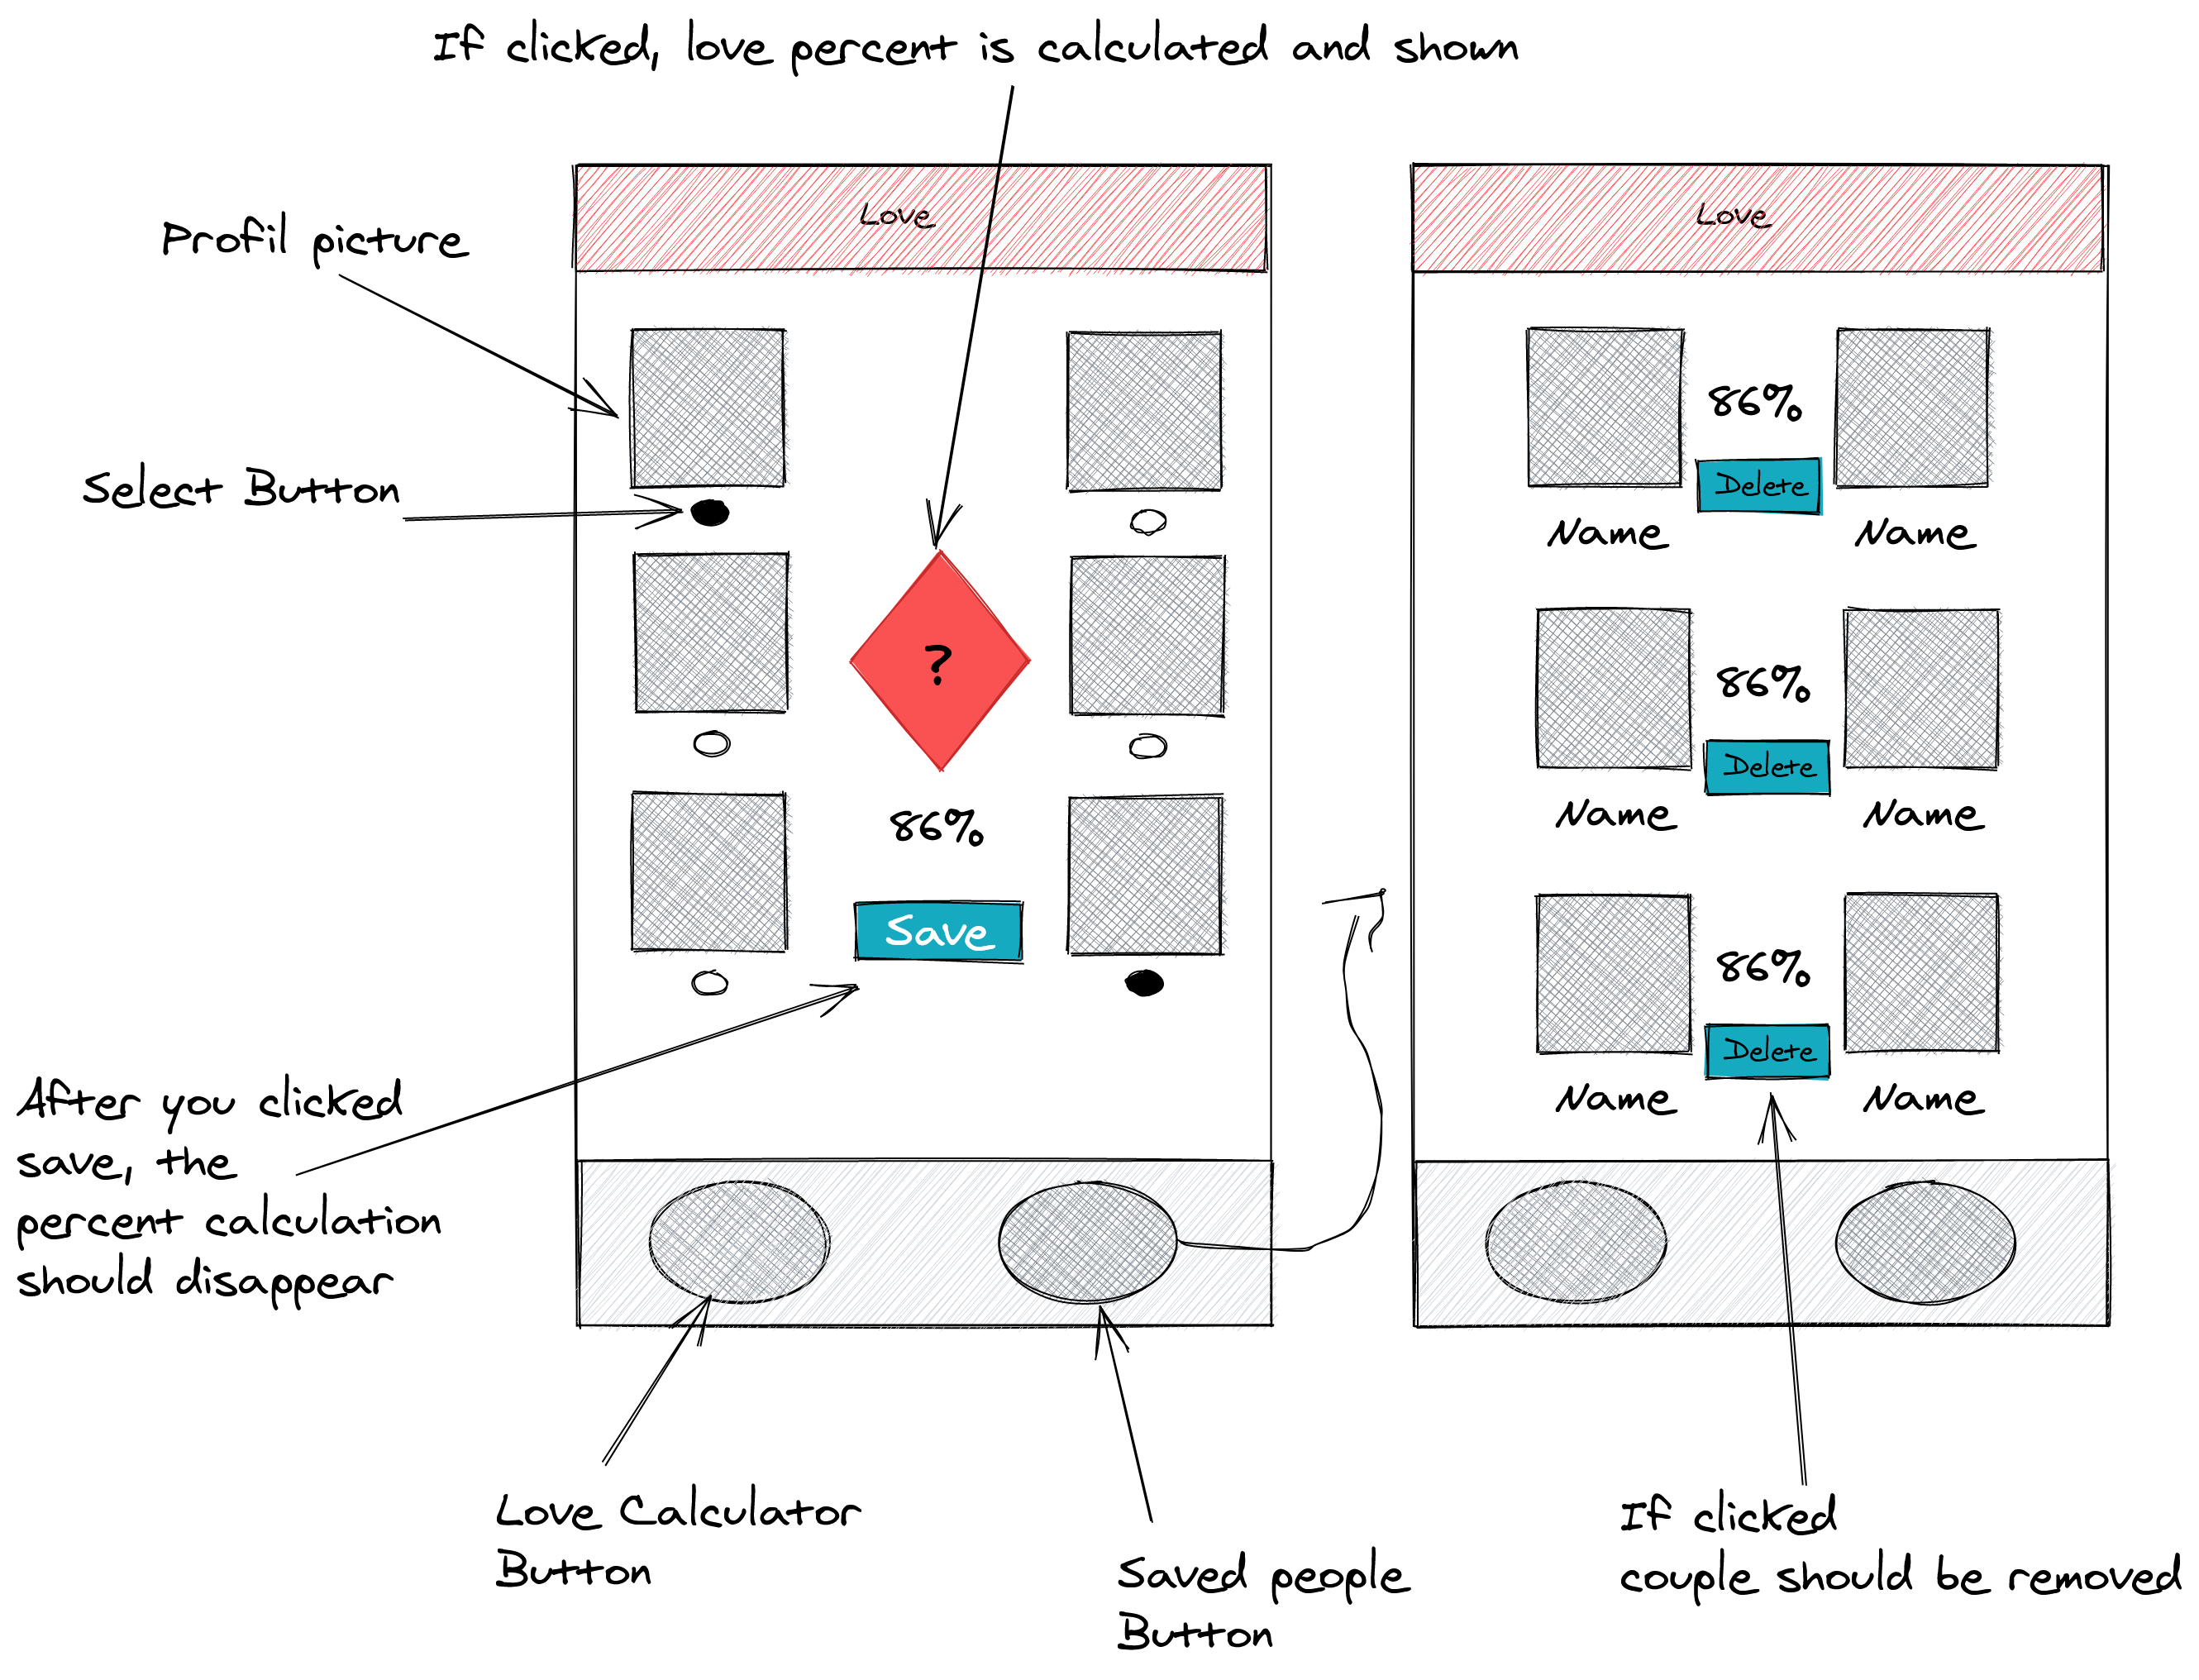 If clicked, love percent is calculated and shown
Profil picture
Select Button
Love
?
86%
Save
After you clicked
save, the
percent calculation
should disappear
Love Calculator
Button
Saved people
Button
Love
86%
Delete
Name Name
86%
Delete
Name Name
86%
Delete
Name Name
If clicked
couple should be removed